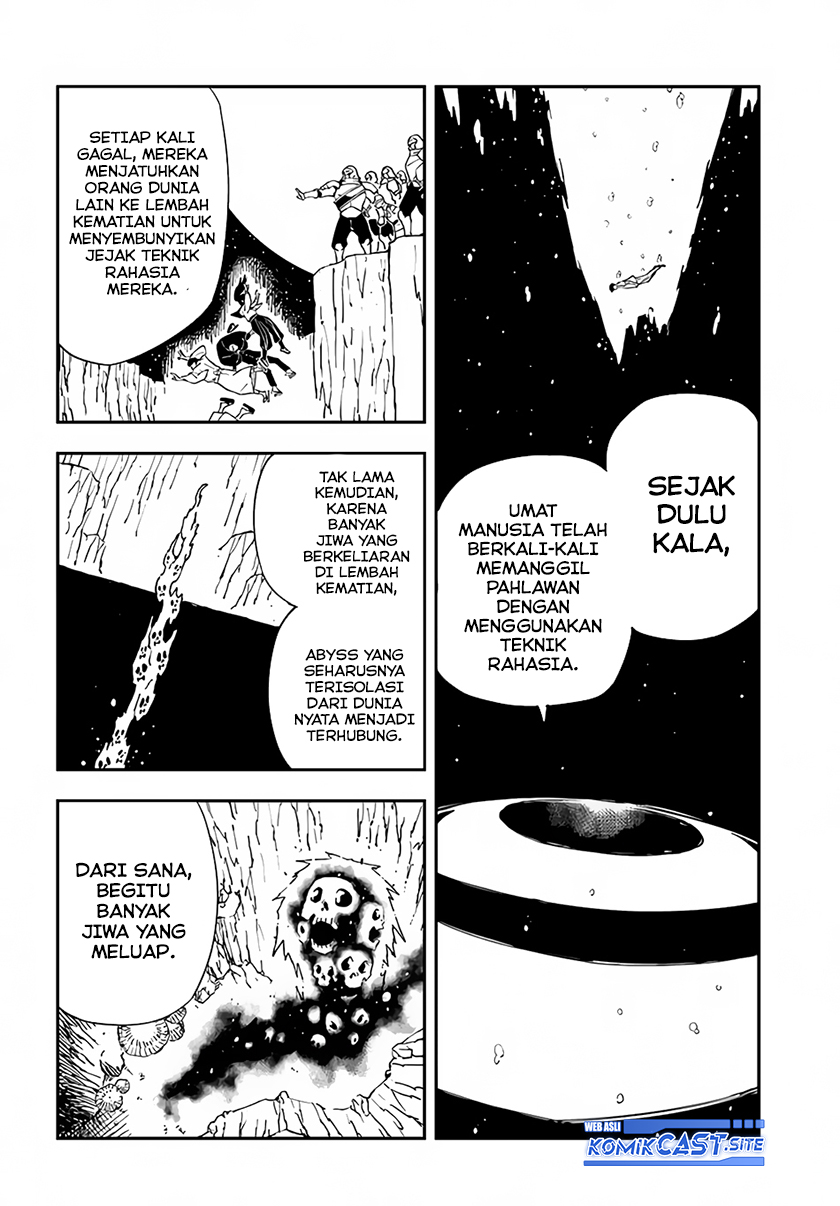 SEJAK
DULU
KALA,
UMAT
MANUSIA TELAH
BERKALI-KALI
MEMANGGIL
PAHLAWAN
DENGAN
MENGGUNAKAN
TEKNIK
RAHASIA.
SETIAP KALI
GAGAL, MEREKA
MENJATUHKAN
ORANG DUNIA
LAIN KE LEMBAH
KEMATIAN UNTUK
MENYEMBUNYIKAN
JEJAK TEKNIK
RAHASIA
MEREKA.
TAK LAMA
KEMUDIAN,
KARENA
BANYAK
JIWA YANG
BERKELIARAN
DI LEMBAH
KEMATIAN,
ABYSS YANG
SEHARUSNYA
TERISOLASI
DARI DUNIA
NYATA MENJADI
TERHUBUNG.
DARI SANA,
BEGITU
BANYAK
JIWA YANG
MELUAP.
WEB ASLI
KOMIKCAST.SITE